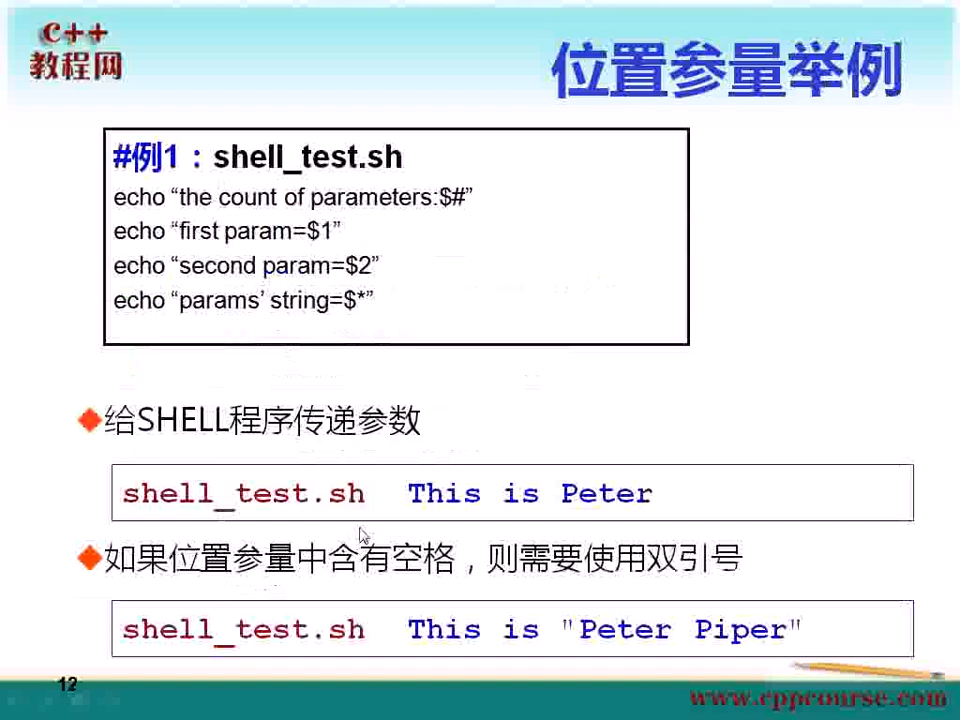 C++
教程网
位置参量举例
#例1：shell_test.sh
echo “the count of parameters:$#”
echo “first param=$1”
echo “second param=$2”
echo “params’ string=$*”
给SHELL程序传递参数
shell_test.sh This is Peter
如果位置参量中含有空格，则需要使用双引号
shell_test.sh This is "Peter Piper"
12
www.cppcourse.com